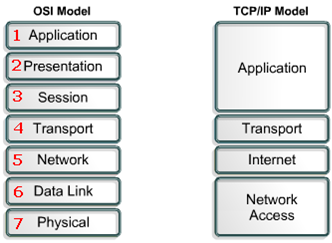 OSI Model
1 Application
2 Presentation
3 Session
4 Transport
5 Network
6 Data Link
7 Physical
TCP/IP Model
Application
Transport
Internet
Network
Access